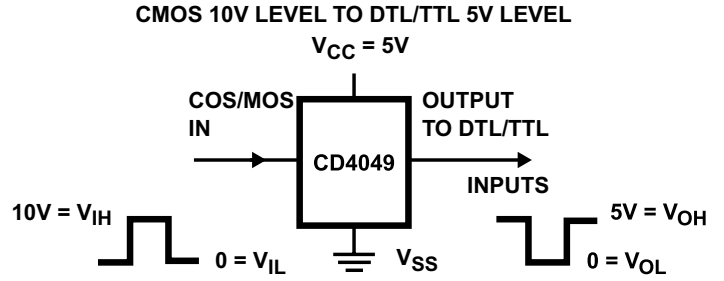 CMOS 10V LEVEL TO DTL/TTL 5V LEVEL
VCC = 5V
COS/MOS
IN
OUTPUT
TO DTL/TTL
CD4049
INPUTS
10V = VIH
0 = VIL
VSS
5V = VOH
0 = VOL